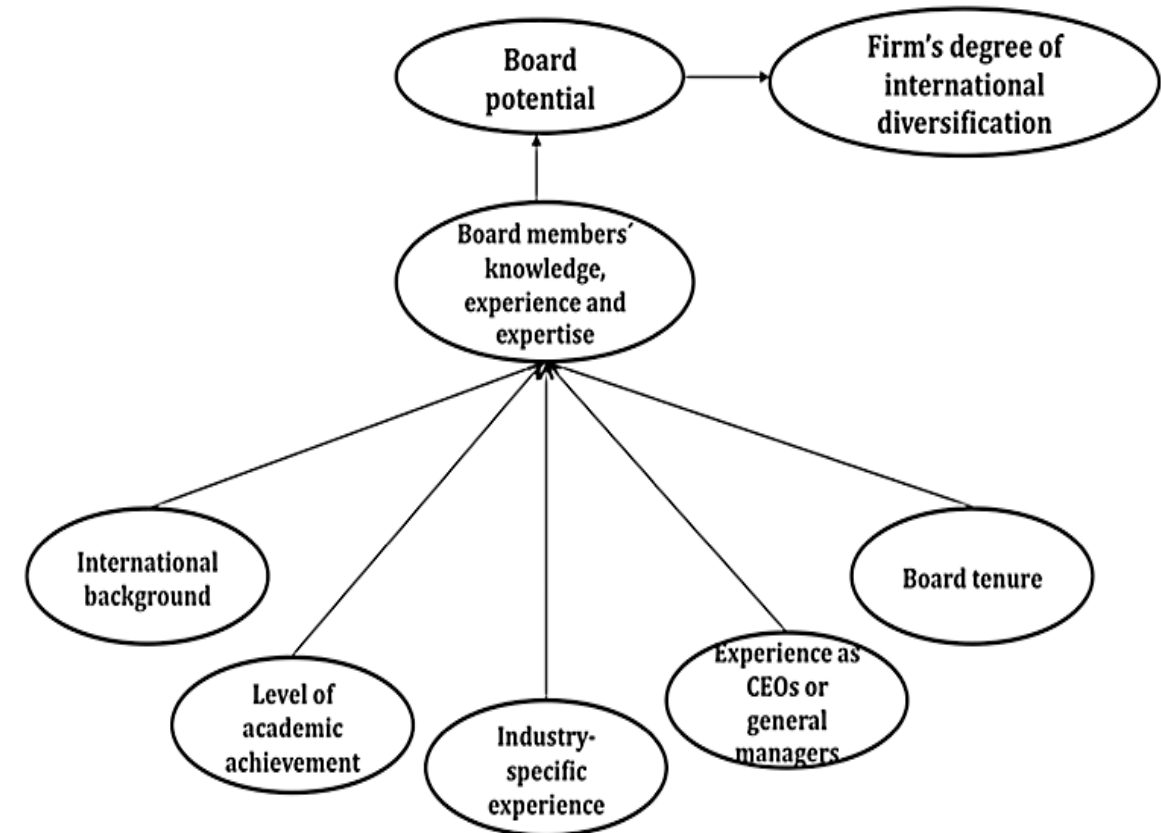 Board
potential
Firm’s degree of
international
diversification
Board members´
knowledge,
experience and
expertise
International
background
Level of
academic
achievement
Industry-
specific
experience
Experience as
CEOs or
general
managers
Board tenure